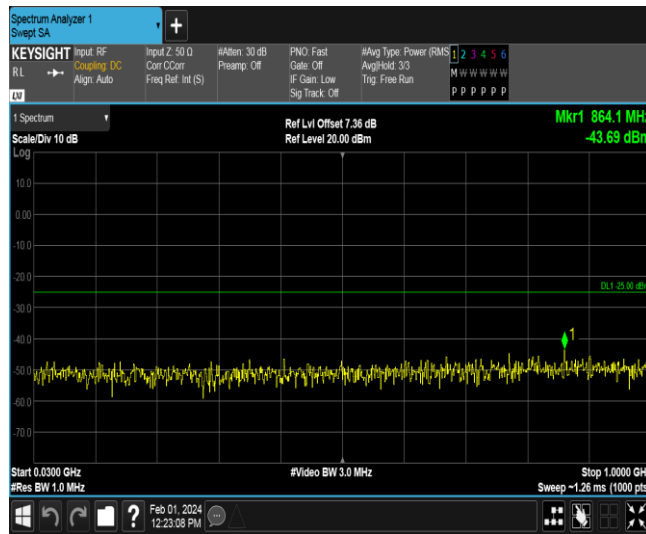 Spectrum Analyzer 1
Swept SA
+
KEYSIGHT
RL
LXI
Input: RF
Coupling: DC
Align: Auto
Input Z: 50 Ω
Corr CCorr
Freq Ref: Int (S)
#Atten: 30 dB
Preamp: Off
PNO: Fast
Gate: Off
IF Gain: Low
Sig Track: Off
#Avg Type: Power (RMS
Avg|Hold: 3/3
Trig: Free Run
1 2 3 4 5 6
M W W W W W
P P P P P P
1 Spectrum
Scale/Div 10 dB
Log
Ref Lvl Offset 7.36 dB
Ref Level 20.00 dBm
Mkr1 864.1 MHz
-43.69 dBm
10.0
0.00
-10.0
-20.0
DL1 -25.00 dBm
-30.0
-40.0
1
-50.0
-60.0
-70.0
Start 0.0300 GHz
#Res BW 1.0 MHz
#Video BW 3.0 MHz
Stop 1.0000 GHz
Sweep ~1.26 ms (1000 pts)
?
Feb 01, 2024
12:23:08 PM